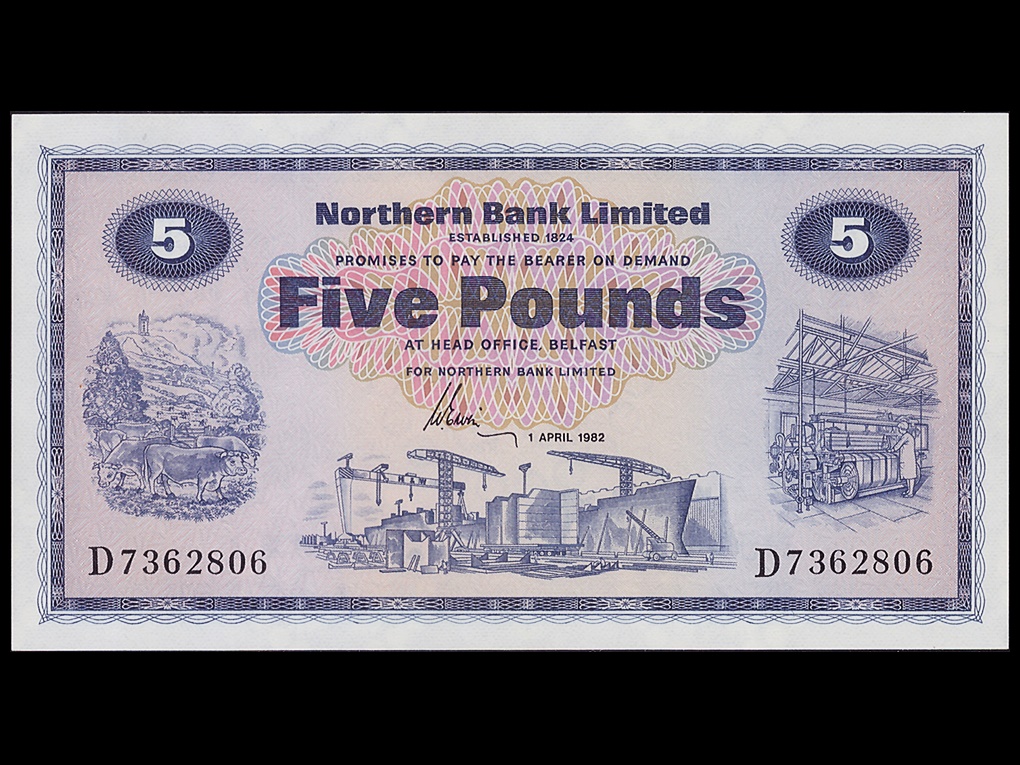 5
5
Northern Bank Limited
ESTABLISHED 1824
PROMISES TO PAY THE BEARER ON DEMAND
Five Pounds
AT HEAD OFFICE, BELFAST
FOR NORTHERN BANK LIMITED
1 APRIL 1982
H & W
D7362806
D7362806